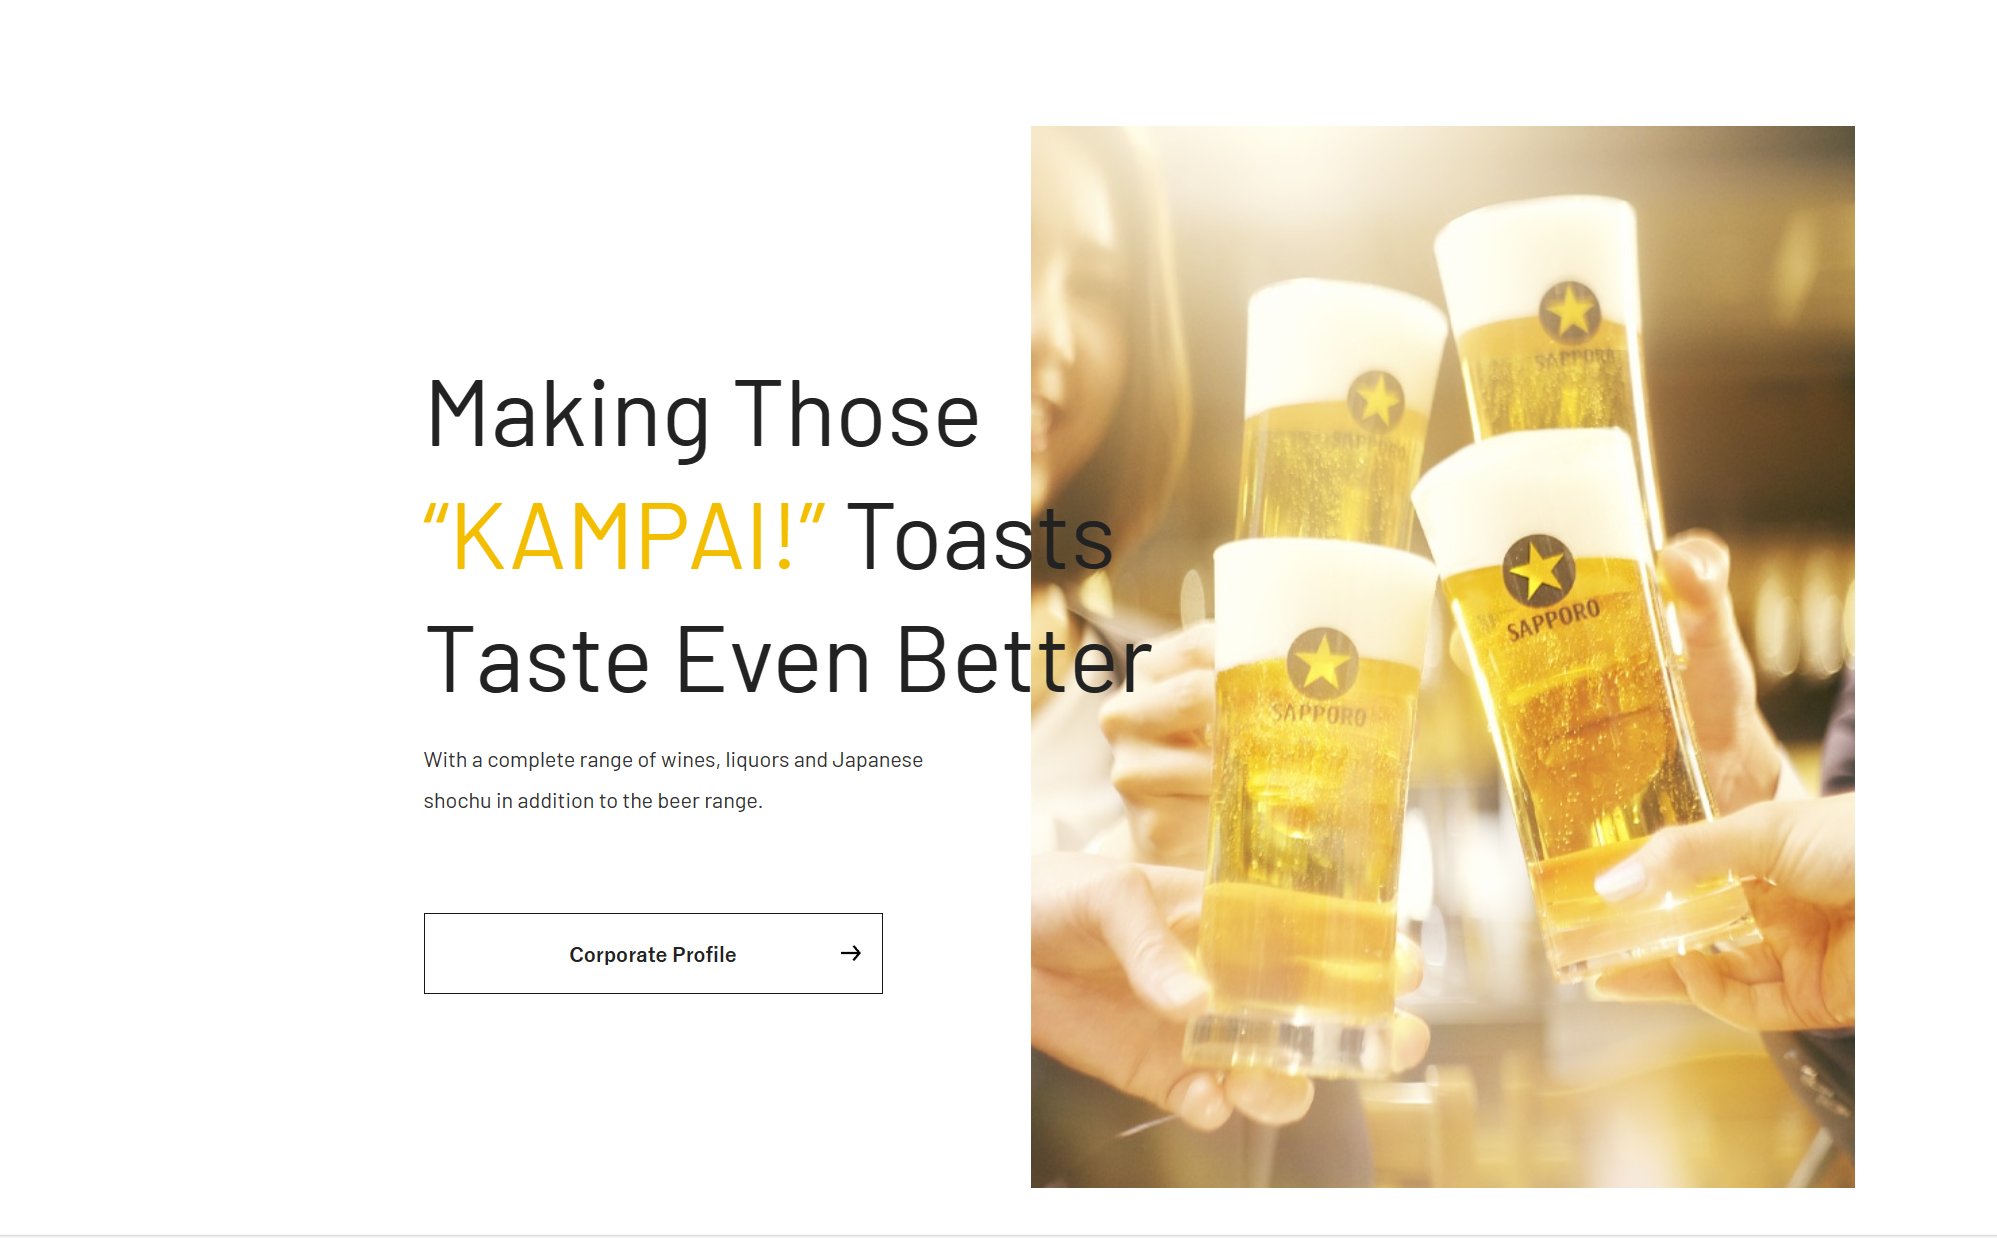 Making Those
“KAMPAI!” Toasts
Taste Even Better
With a complete range of wines, liquors and Japanese
shochu in addition to the beer range.
Corporate Profile
SAPPORO
SAPPORO
SAPPORO
SAPPORO